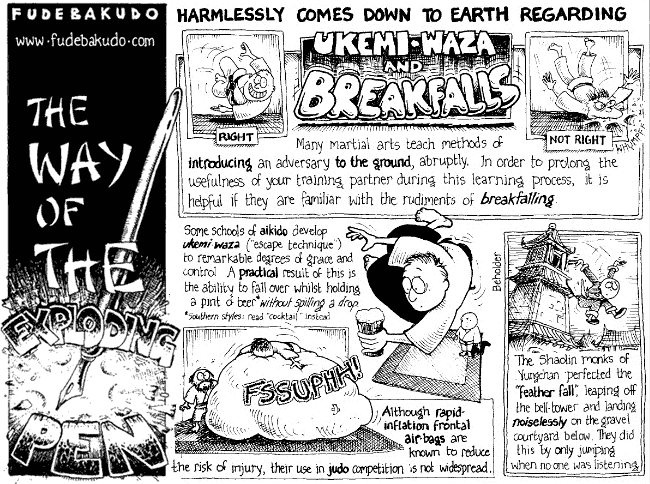 FUDEBAKUDO
www.fudebakudo.com
THE
WAY
OF
THE
EXPLODING
PEN
HARMLESSLY COMES DOWN TO EARTH REGARDING
UKEMI-WAZA
AND
BREAKFALLS
RIGHT
NOT RIGHT
Many Martial arts teach methods of
introducing an adversary to the ground, abruptly. In order to prolong the
usefulness of your training partner during this learning process, it is
helpful if they are familiar with the rudiments of breakfalling.
Some schools of aikido develop
ukemi waza ("escape technique")
to remarkable degrees of grace and
control. A practical result of this is
the ability to fall over whilst holding
a pint o' beer* without spilling a drop.
*Southern styles: read "cocktail" instead
FSSUPHH!
Although rapid-
inflation frontal
air-bags are
known to reduce
the risk of injury, their use in judo competition is not widespread.
Beholder
The Shaolin monks of
Yungchan perfected the
"feather fall", leaping off
the bell-tower and landing
noiselessly on the gravel
courtyard below. They did
this by only jumping
when no one was listening.